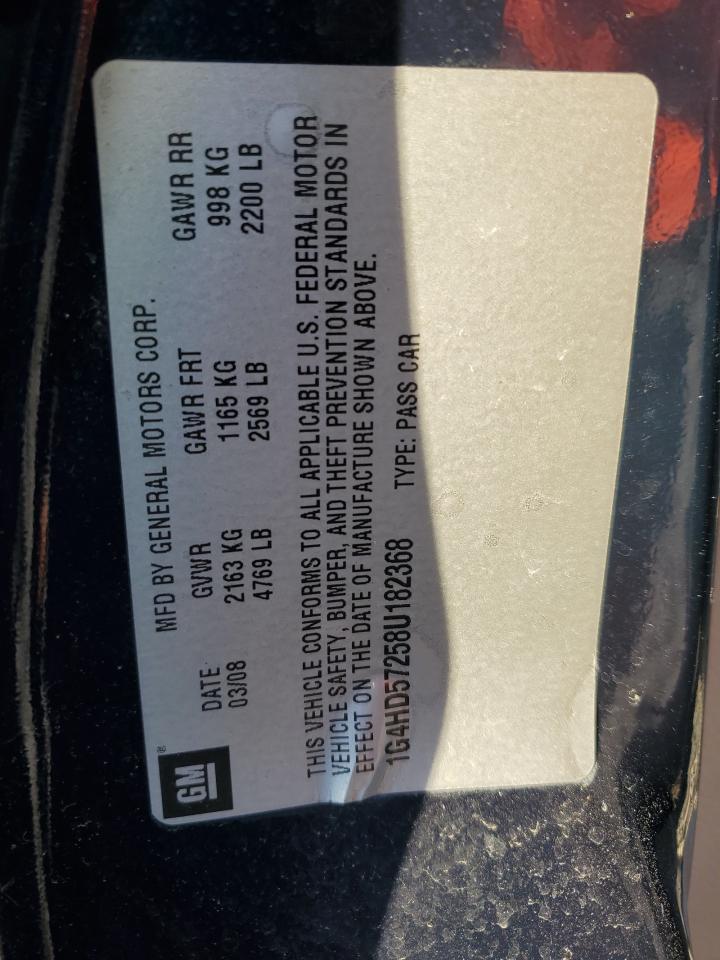 GM ®
MFD BY GENERAL MOTORS CORP.
DATE GVWR GAWR FRT GAWR RR
03/08 2163 KG 1165 KG 998 KG
4769 LB 2569 LB 2200 LB
THIS VEHICLE CONFORMS TO ALL APPLICABLE U.S. FEDERAL MOTOR
VEHICLE SAFETY, BUMPER, AND THEFT PREVENTION STANDARDS IN
EFFECT ON THE DATE OF MANUFACTURE SHOWN ABOVE.
1G4HD57258U182368 TYPE: PASS CAR